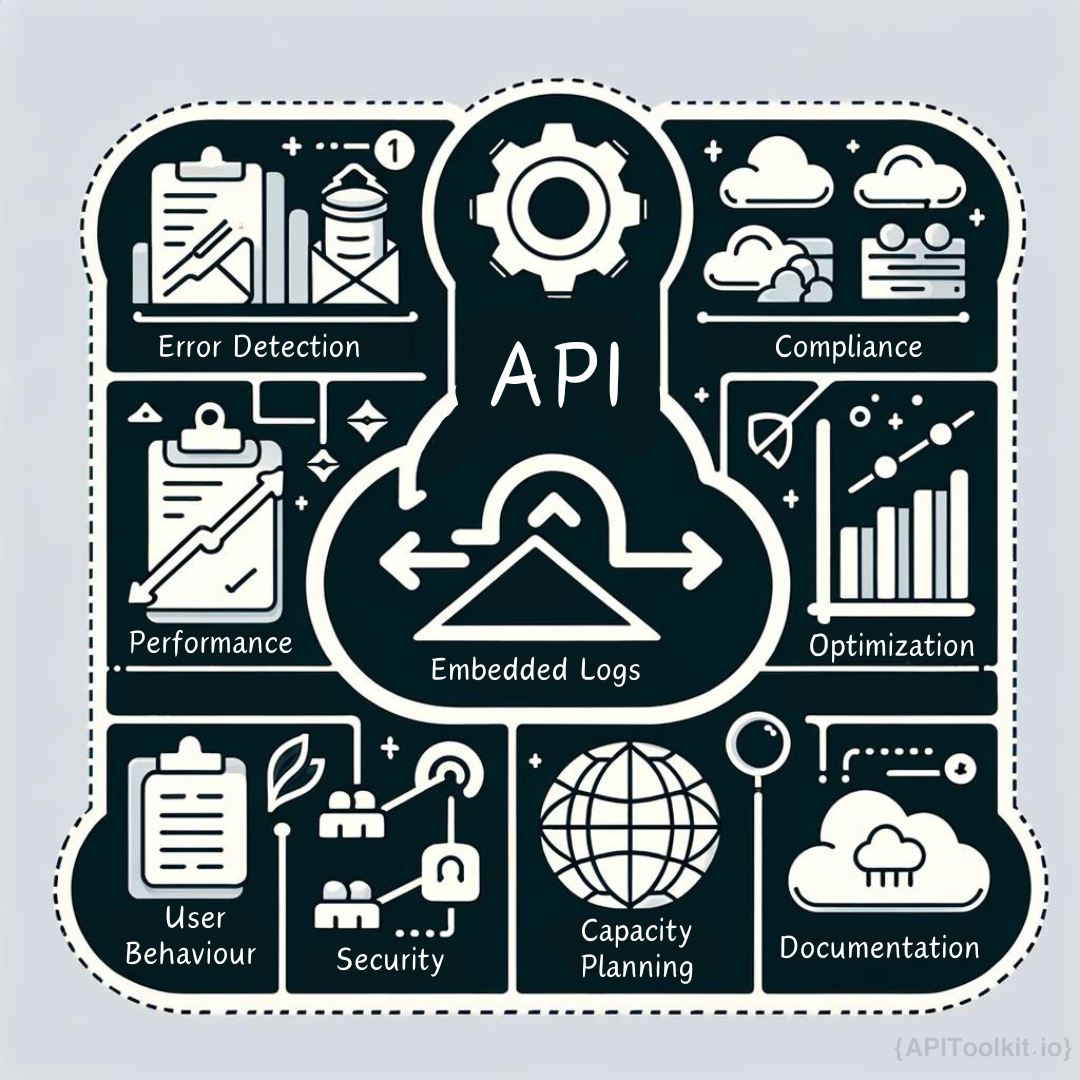 1
Error Detection
API
Compliance
Performance
Embedded Logs
Optimization
User
Behaviour
Security
Capacity
Planning
Documentation
{APIToolkit.io}